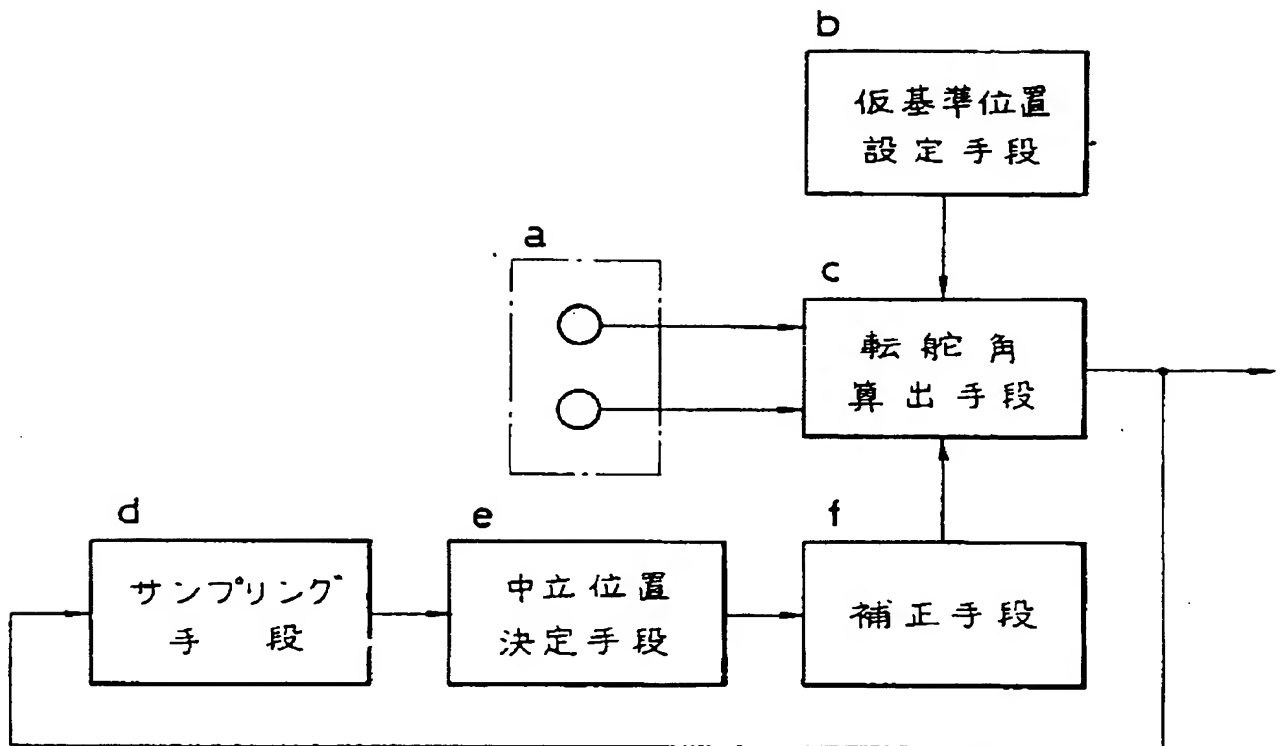 b
仮基準位置
設定手段
a
c
転舵角
算出手段
d
サンプリング
手段
e
中立位置
決定手段
f
補正手段